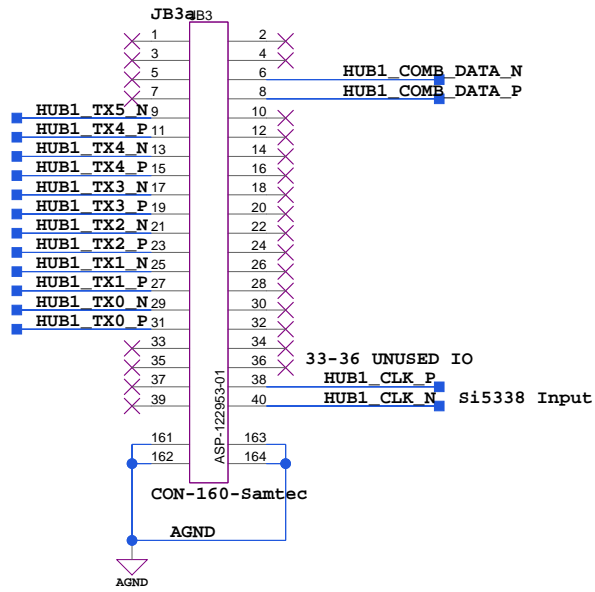 JB3a JB3
1 2
3 4
5 6 HUB1_COMB_DATA_N
7 8 HUB1_COMB_DATA_P
HUB1_TX5_N 9 10
HUB1_TX4_P 11 12
HUB1_TX4_N 13 14
HUB1_TX4_P 15 16
HUB1_TX3_N 17 18
HUB1_TX3_P 19 20
HUB1_TX2_N 21 22
HUB1_TX2_P 23 24
HUB1_TX1_N 25 26
HUB1_TX1_P 27 28
HUB1_TX0_N 29 30
HUB1_TX0_P 31 32
33 34
35 36 33-36 UNUSED IO
37 38 HUB1_CLK_P
39 40 HUB1_CLK_N Si5338 Input
ASP-122953-01
161 163
162 164
CON-160-Samtec
AGND
AGND